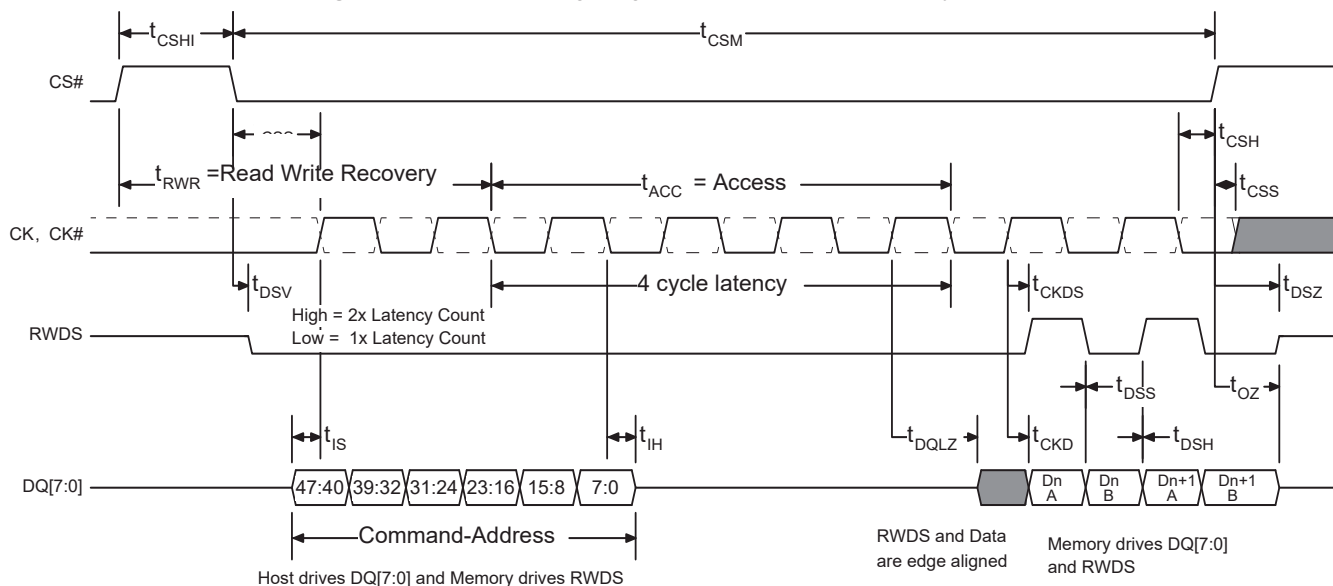 tCSHI
tCSM
CS#
tCSH
tRWR =Read Write Recovery
tACC = Access
tCSS
CK, CK#
4 cycle latency
tDSV
tCKDS
tDSZ
High = 2x Latency Count
Low = 1x Latency Count
RWDS
tDSS
tOZ
tIS
tIH
tDQLZ
tCKD
tDSH
DQ[7:0]
47:40 39:32 31:24 23:16 15:8 7:0
Dn A
Dn B
Dn+1 A
Dn+1 B
Command-Address
RWDS and Data
are edge aligned
Memory drives DQ[7:0]
and RWDS
Host drives DQ[7:0] and Memory drives RWDS